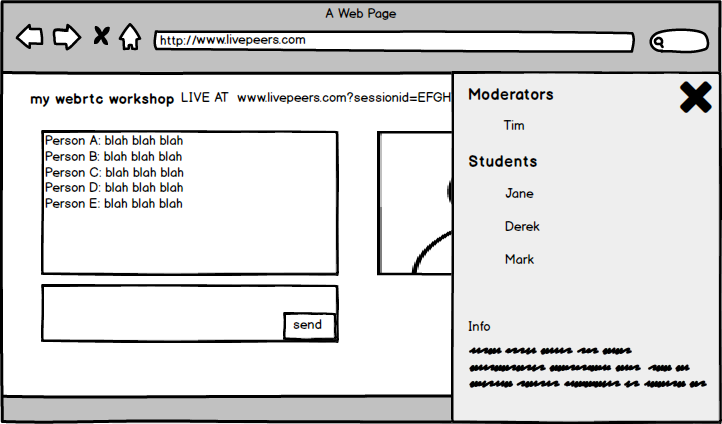 A Web Page
http://www.livepeers.com
my webrtc workshop LIVE AT www.livepeers.com?sessionid=EFGH
Person A: blah blah blah
Person B: blah blah blah
Person C: blah blah blah
Person D: blah blah blah
Person E: blah blah blah
send
Moderators
Tim
Students
Jane
Derek
Mark
Info